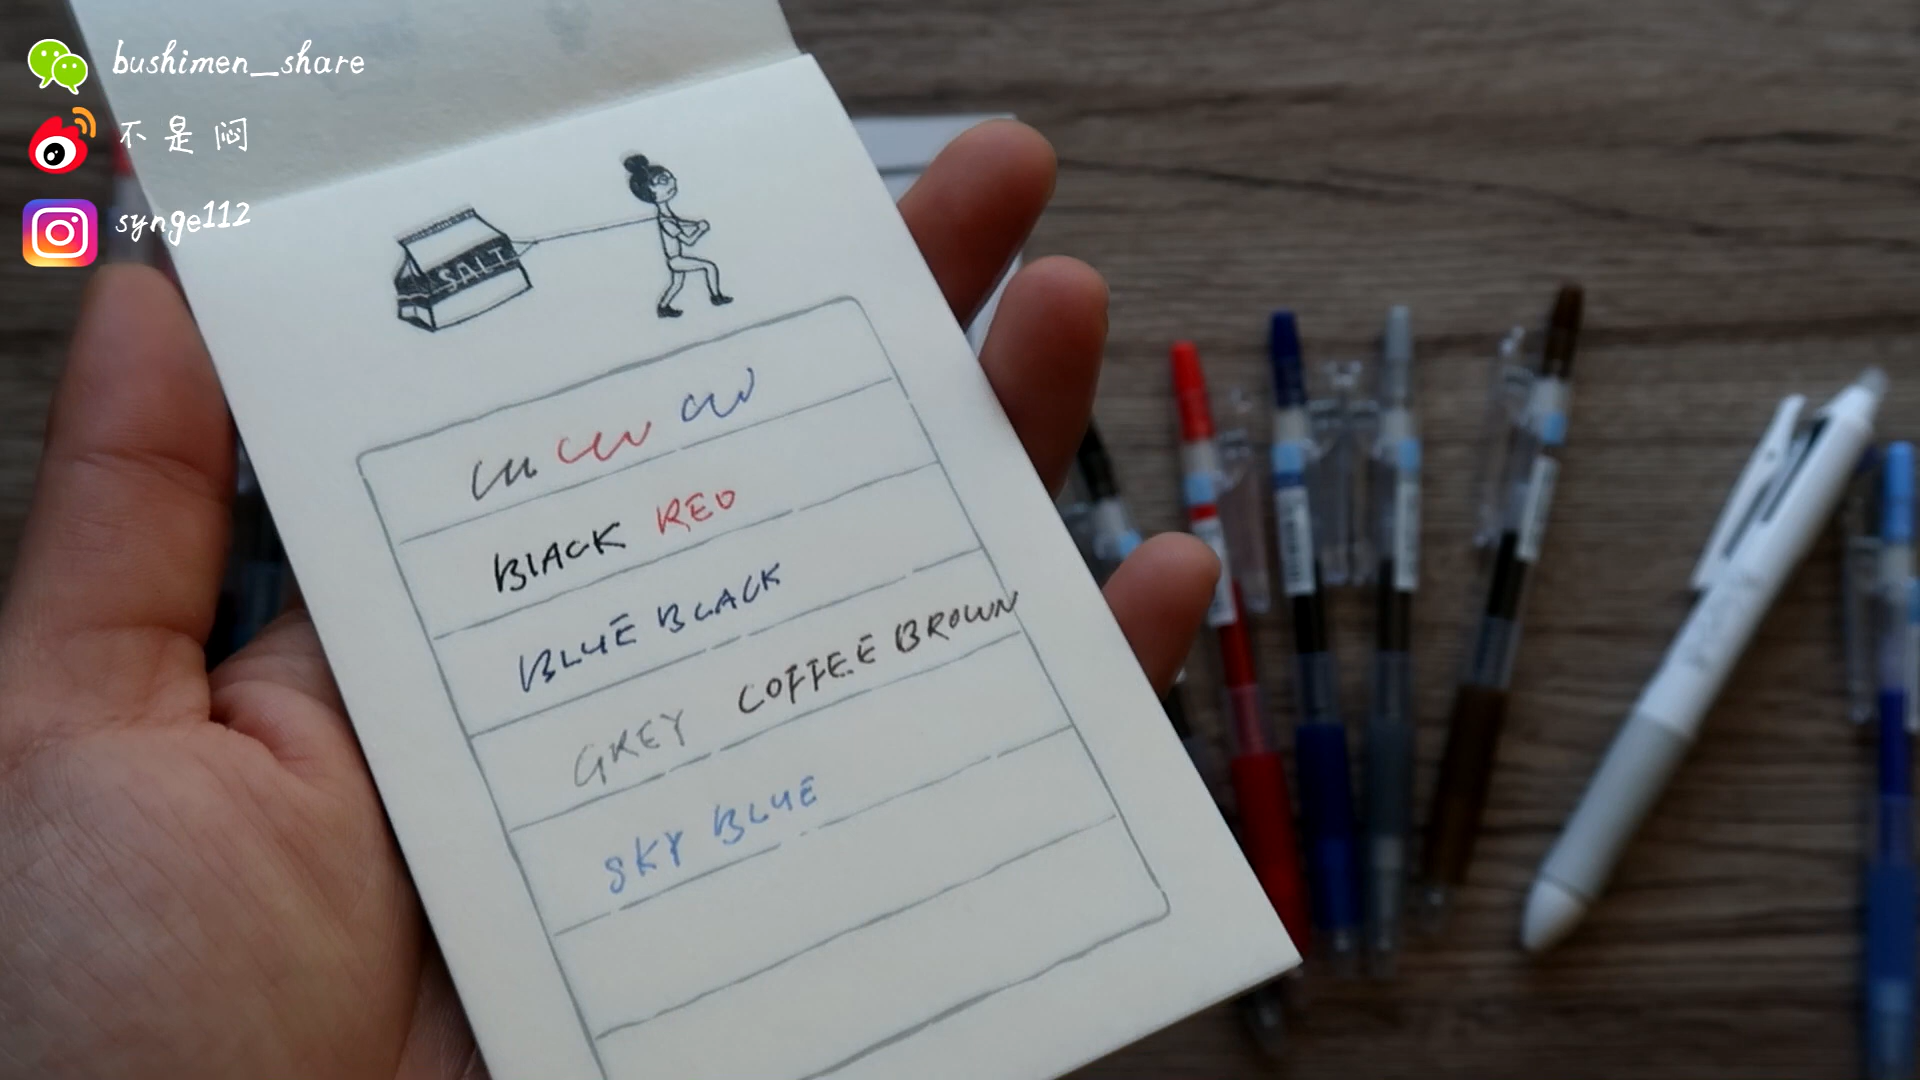 bushimen_share
不是闷
synge112
SALT
BLACK RED
BLUE BLACK
GREY COFFEE BROWN
SKY BLUE